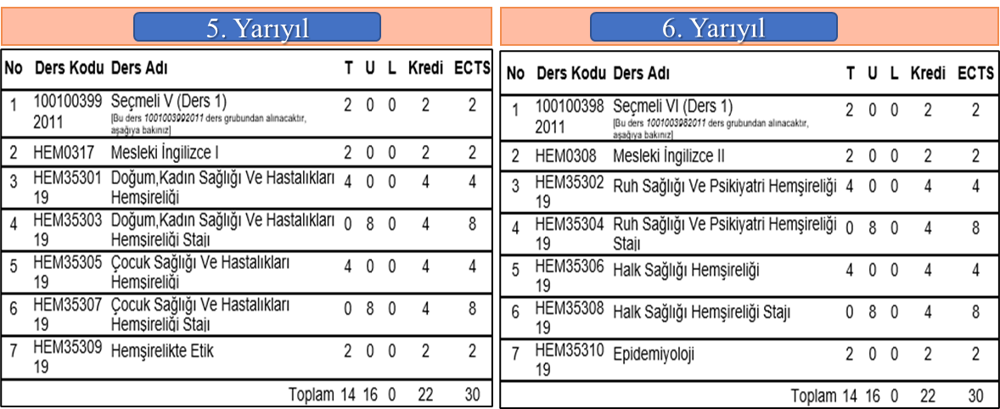 5. Yarıyıl
No Ders Kodu Ders Adı T U L Kredi ECTS
1 100100399 2011 Seçmeli V (Ders 1) 2 0 0 2 2
[Bu ders 1001003992011 ders grubundan alınacaktır,
aşağıya bakınız]
2 HEM0317 Mesleki İngilizce I 2 0 0 2 2
3 HEM35301 19 Doğum,Kadın Sağlığı Ve Hastalıkları Hemşireliği 4 0 0 4 4
4 HEM35303 19 Doğum,Kadın Sağlığı Ve Hastalıkları Hemşireliği Stajı 0 8 0 4 8
5 HEM35305 19 Çocuk Sağlığı Ve Hastalıkları Hemşireliği 4 0 0 4 4
6 HEM35307 19 Çocuk Sağlığı Ve Hastalıkları Hemşireliği Stajı 0 8 0 4 8
7 HEM35309 19 Hemşirelikte Etik 2 0 0 2 2
Toplam 14 16 0 22 30
6. Yarıyıl
No Ders Kodu Ders Adı T U L Kredi ECTS
1 100100398 2011 Seçmeli VI (Ders 1) 2 0 0 2 2
[Bu ders 1001003982011 ders grubundan alınacaktır,
aşağıya bakınız]
2 HEM0308 Mesleki İngilizce II 2 0 0 2 2
3 HEM35302 19 Ruh Sağlığı Ve Psikiyatri Hemşireliği 4 0 0 4 4
4 HEM35304 19 Ruh Sağlığı Ve Psikiyatri Hemşireliği Stajı 0 8 0 4 8
5 HEM35306 19 Halk Sağlığı Hemşireliği 4 0 0 4 4
6 HEM35308 19 Halk Sağlığı Hemşireliği Stajı 0 8 0 4 8
7 HEM35310 19 Epidemiyoloji 2 0 0 2 2
Toplam 14 16 0 22 30